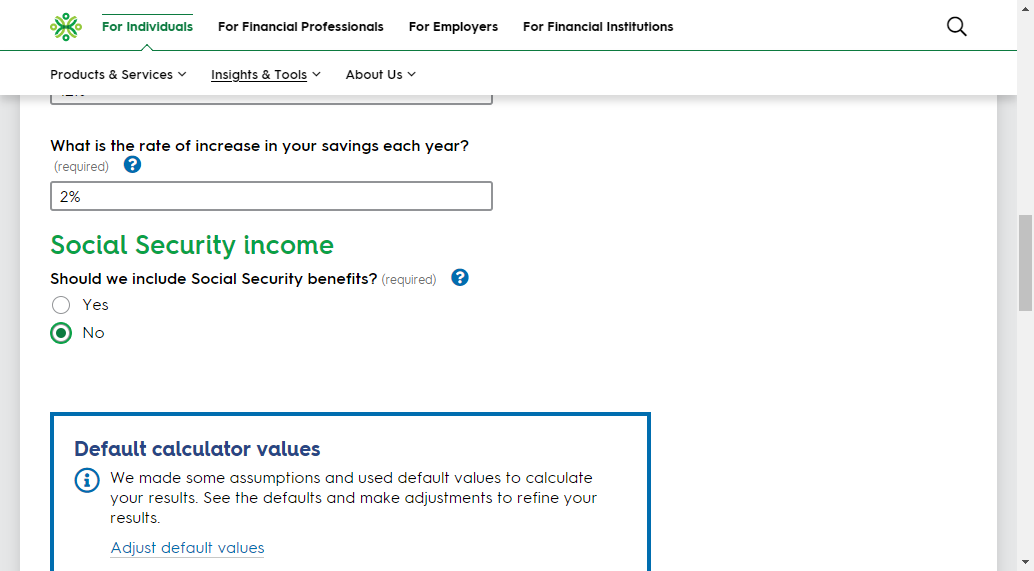 For Individuals
For Financial Professionals
For Employers
For Financial Institutions
Products & Services
Insights & Tools
About Us
What is the rate of increase in your savings each year?
(required)
2%
Social Security income
Should we include Social Security benefits? (required)
Yes
No
Default calculator values
We made some assumptions and used default values to calculate
your results. See the defaults and make adjustments to refine your
results.
Adjust default values